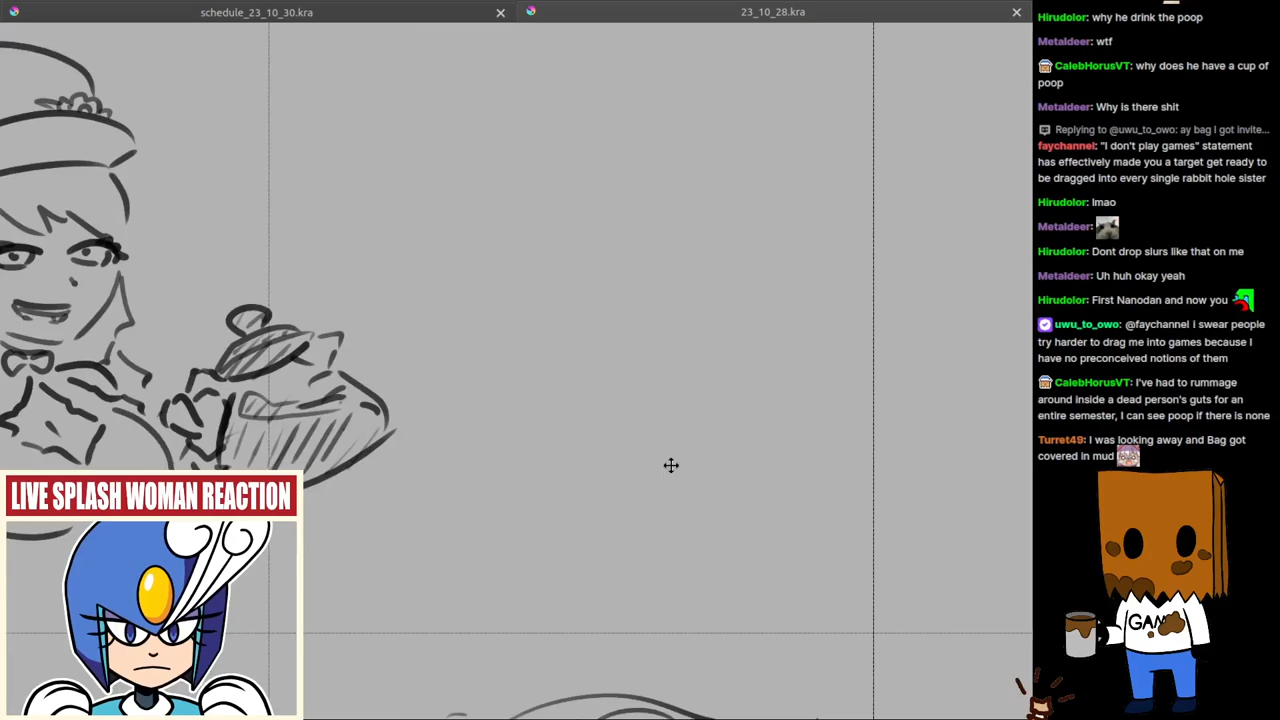 schedule_23_10_30.kra
23_10_28.kra
Hirudolor: why he drink the poop
Metaldeer: wtf
CalebHorusVT: why does he have a cup of
poop
Metaldeer: Why is there shit
Replying to @uwu_to_owo: ay bag I got invite...
faychannel: "I don't play games" statement
has effectively made you a target get ready to
be dragged into every single rabbit hole sister
Hirudolor: lmao
Metaldeer:
Hirudolor: Dont drop slurs like that on me
Metaldeer: Uh huh okay yeah
Hirudolor: First Nanodan and now you
uwu_to_owo: @faychannel i swear people
try harder to drag me into games because I
have no preconceived notions of them
CalebHorusVT: I've had to rummage
around inside a dead person's guts for an
entire semester, I can see poop if there is none
Turret49: I was looking away and Bag got
covered in mud
LIVE SPLASH WOMAN REACTION